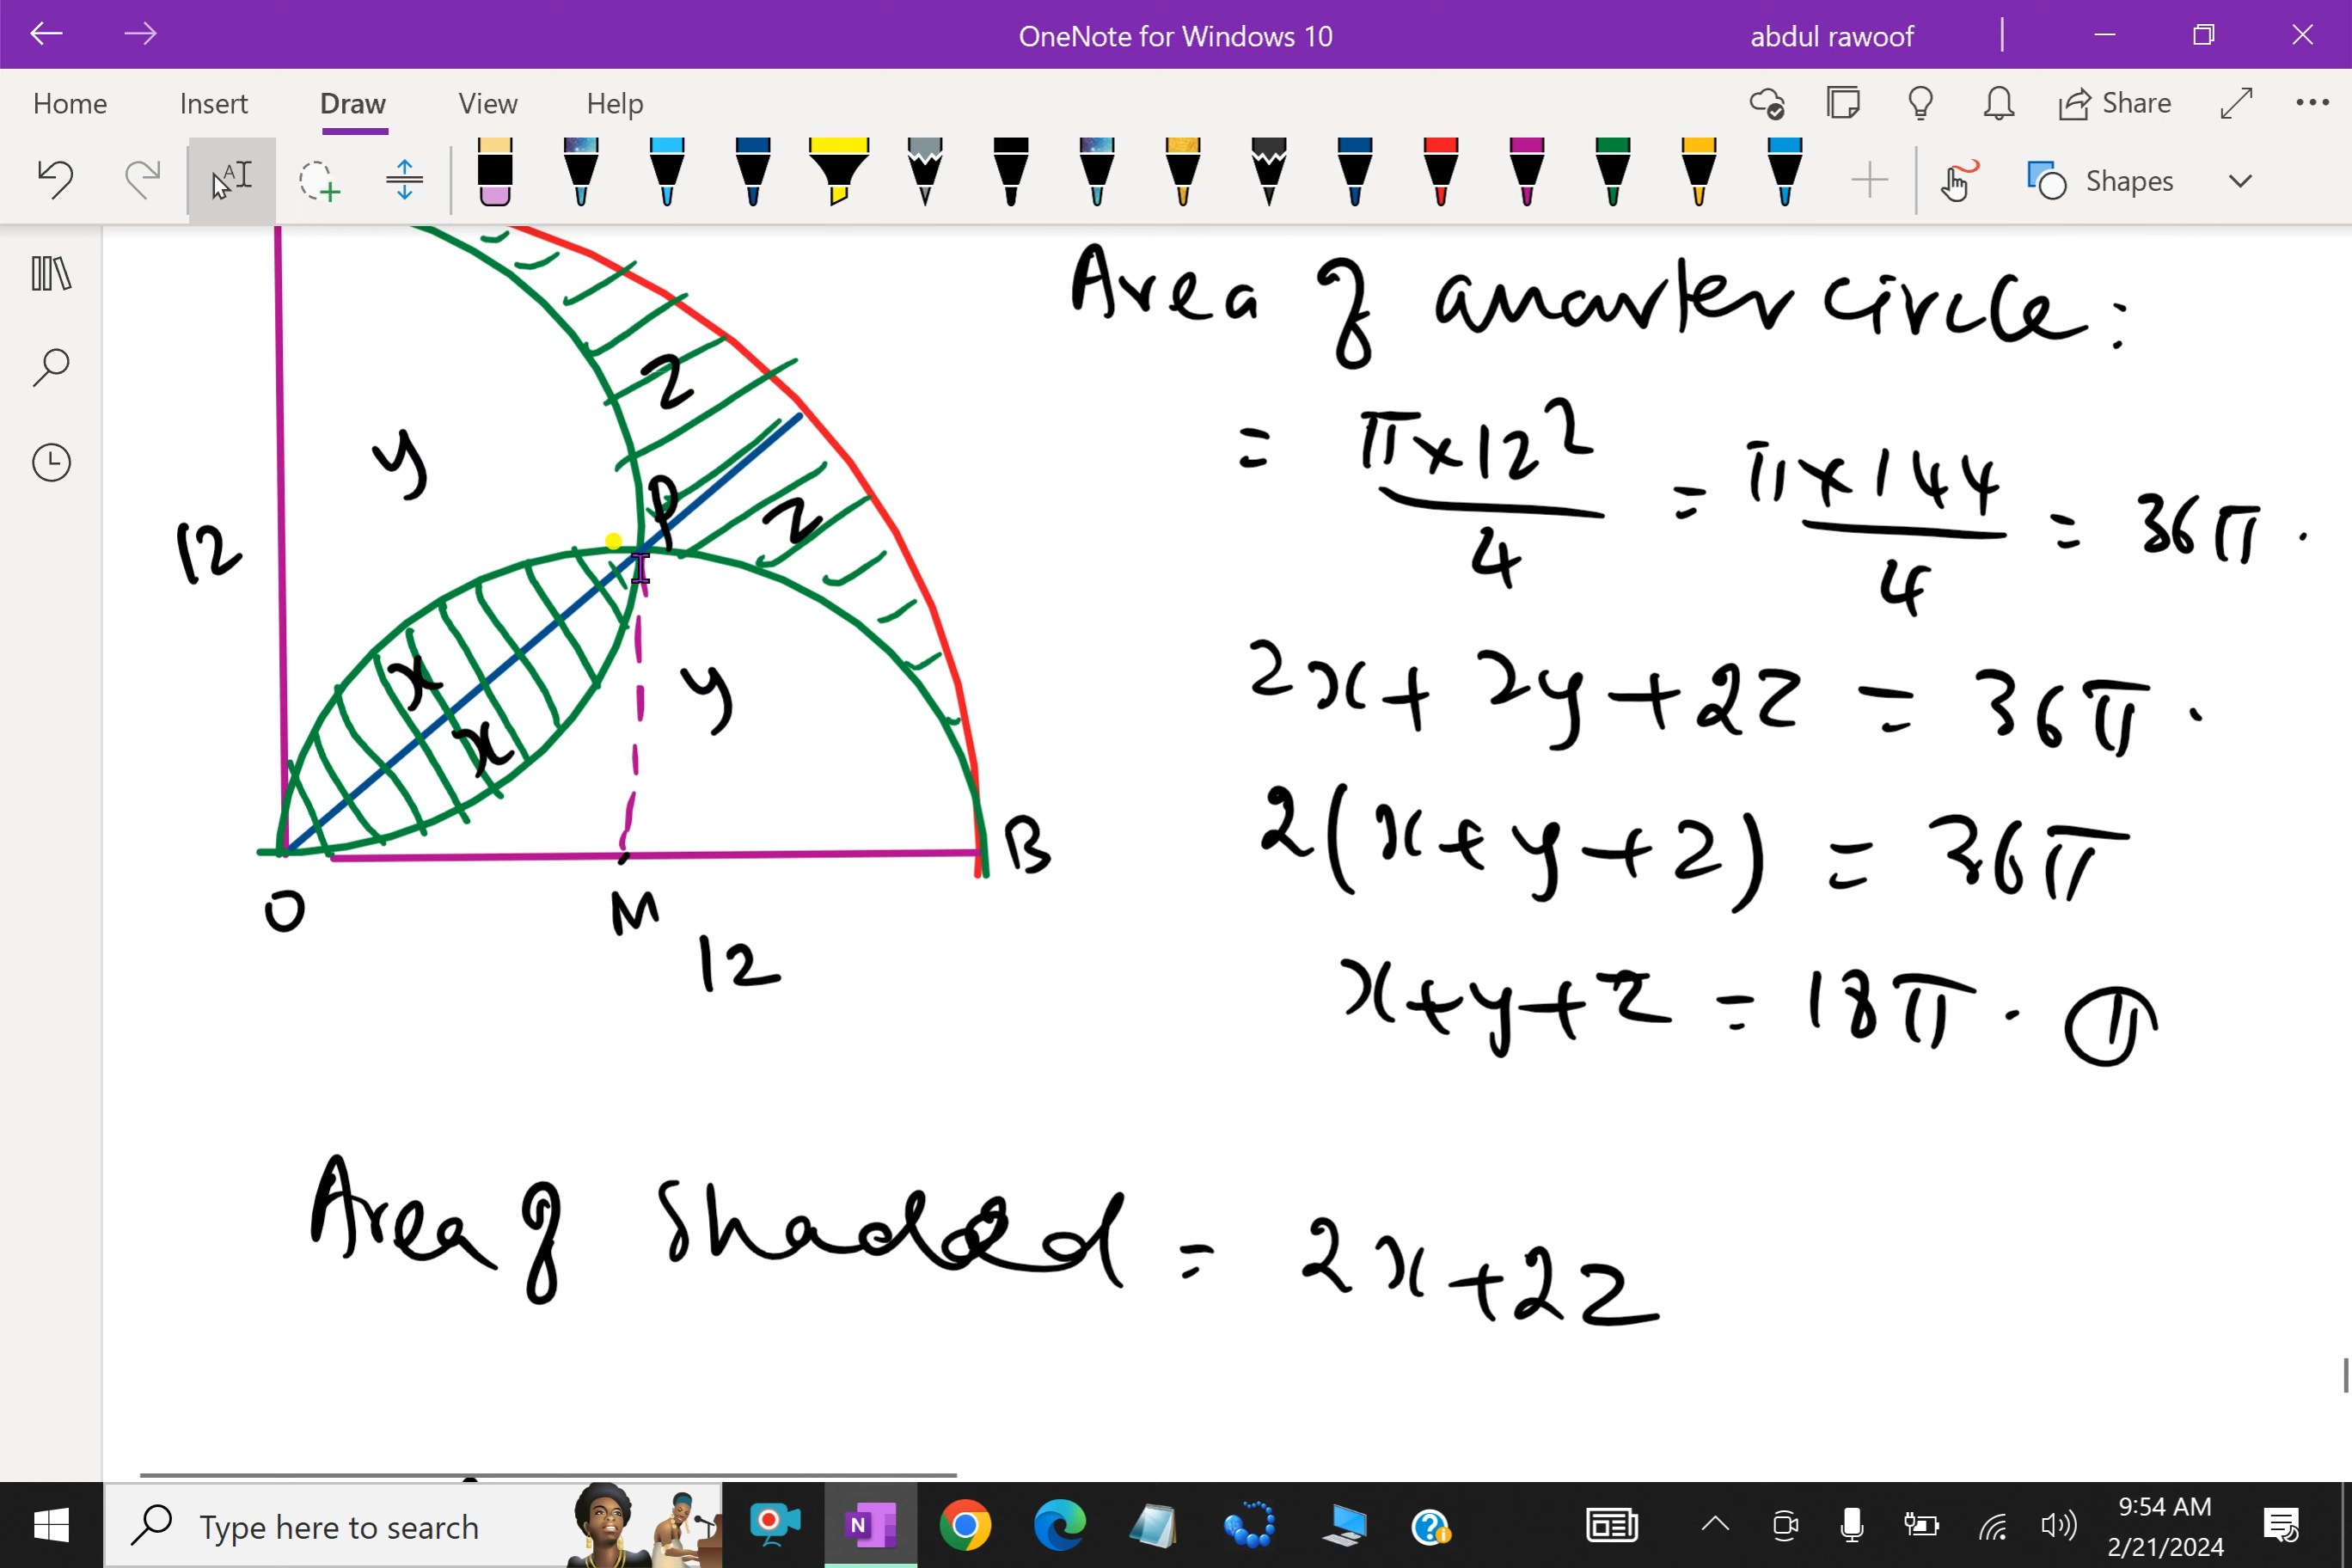 OneNote for Windows 10
abdul rawoof
Home Insert Draw View Help
Share
Shapes
Area of quarter circle:
= π×12² / 4 = π×144 / 4 = 36π.
2x + 2y + 2z = 36π.
2(x + y + z) = 36π
x + y + z = 18π. ①
12
y
z
P
z
x
x
y
B
O
M
12
Area of shaded = 2x + 2z
Type here to search
N
9:54 AM
2/21/2024